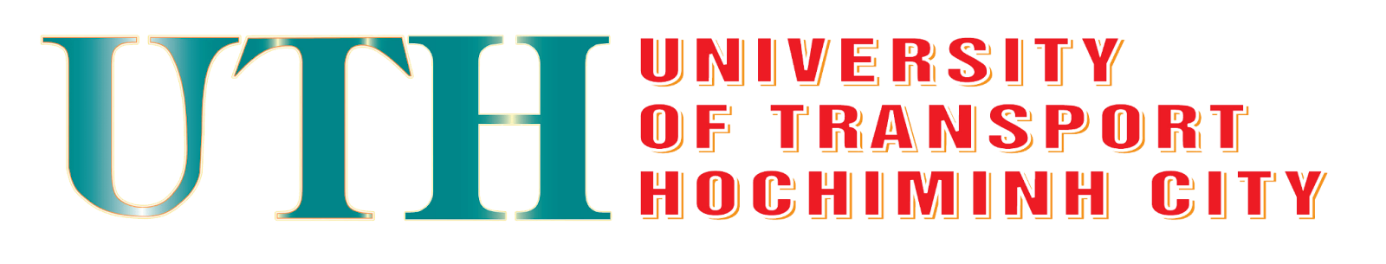 UTH
UNIVERSITY
OF TRANSPORT
HOCHIMINH CITY